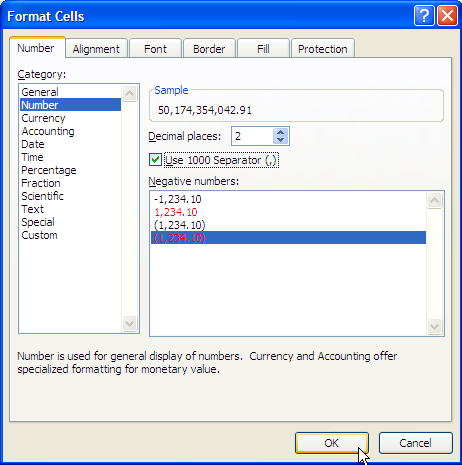 Format Cells
Number Alignment Font Border Fill Protection
Category:
General
Number
Currency
Accounting
Date
Time
Percentage
Fraction
Scientific
Text
Special
Custom
Sample
50,174,354,042.91
Decimal places: 2
Use 1000 Separator (,)
Negative numbers:
-1,234.10
1,234.10
(1,234.10)
(1,234.10)
Number is used for general display of numbers. Currency and Accounting offer
specialized formatting for monetary value.
OK Cancel